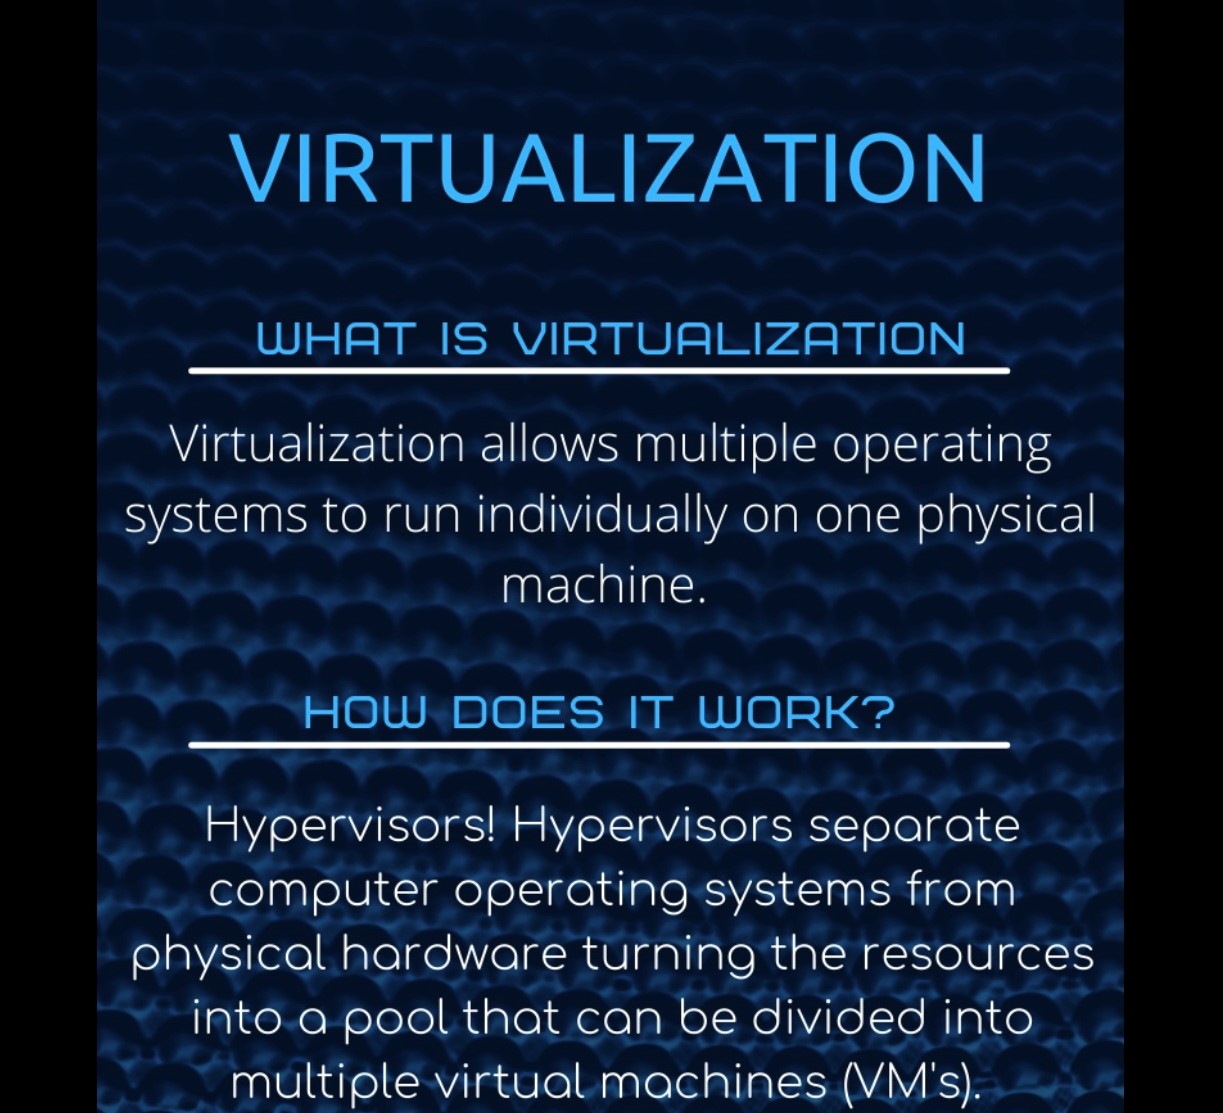 VIRTUALIZATION
WHAT IS VIRTUALIZATION
Virtualization allows multiple operating
systems to run individually on one physical
machine.
HOW DOES IT WORK?
Hypervisors! Hypervisors separate
computer operating systems from
physical hardware turning the resources
into a pool that can be divided into
multiple virtual machines (VM's).